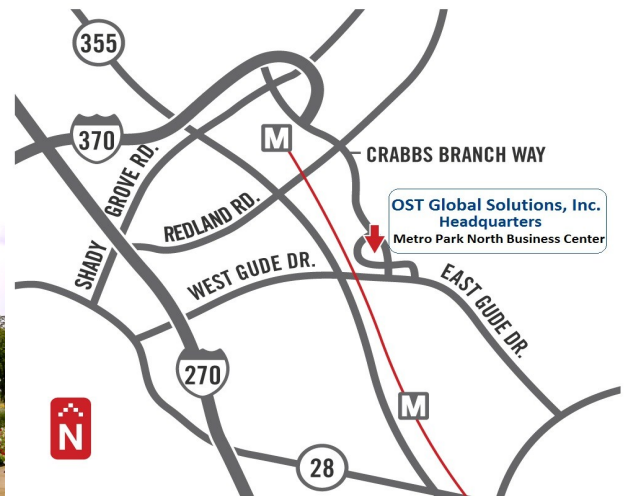 355
370
M
CRABBS BRANCH WAY
SHADY GROVE RD.
REDLAND RD.
OST Global Solutions, Inc.
Headquarters
Metro Park North Business Center
WEST GUDE DR.
EAST GUDE DR.
270
M
N
28